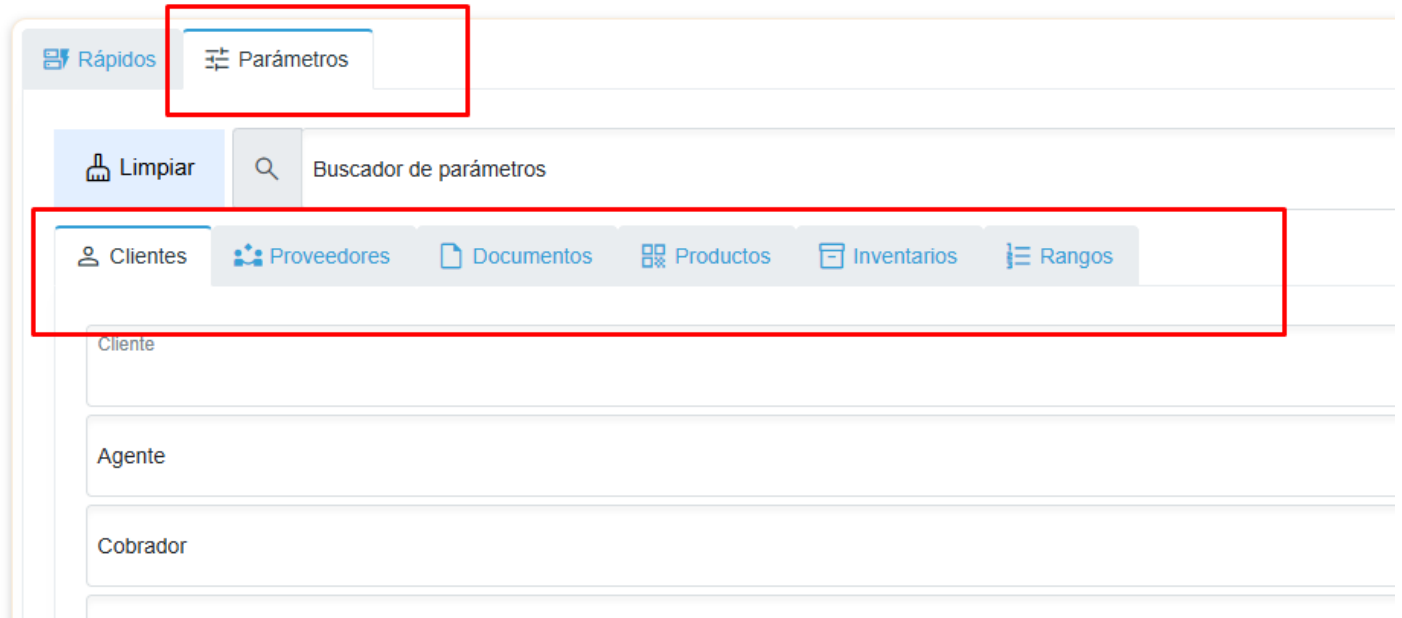 Rápidos Parámetros
Limpiar Buscador de parámetros
Clientes Proveedores Documentos Productos Inventarios Rangos
Cliente
Agente
Cobrador